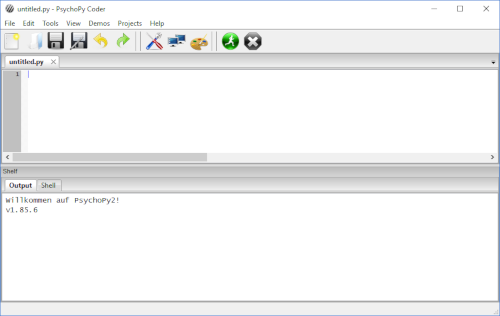 untitled.py - PsychoPy Coder
File Edit Tools View Demos Projects Help
untitled.py
1
Shelf
Output Shell
Willkommen auf PsychoPy2!
v1.85.6